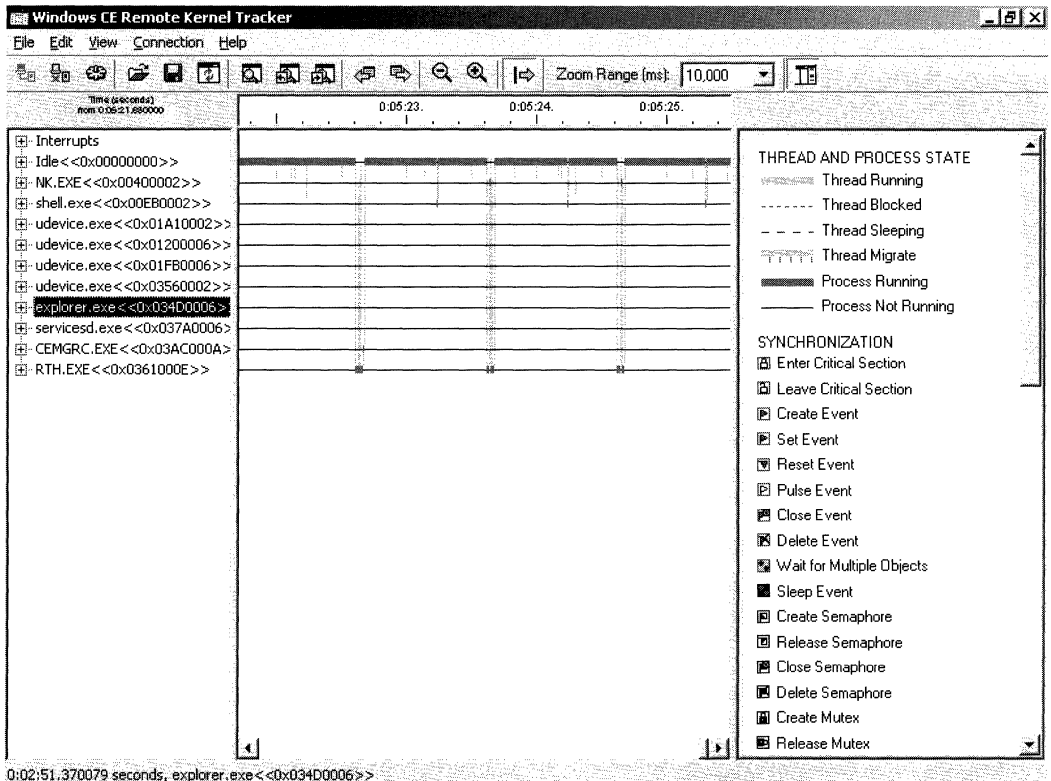 Windows CE Remote Kernel Tracker
File Edit View Connection Help
Zoom Range (ms): 10,000
Time (seconds)
from 0:05:21.680000
0:05:23. 0:05:24. 0:05:25.
Interrupts
Idle<<0x00000000>>
NK.EXE<<0x00400002>>
shell.exe<<0x00EB0002>>
udevice.exe<<0x01A10002>>
udevice.exe<<0x01200006>>
udevice.exe<<0x01FB0006>>
udevice.exe<<0x03560002>>
explorer.exe<<0x034D0006>
servicesd.exe<<0x037A0006>
CEMGRC.EXE<<0x03AC000A>
RTH.EXE<<0x0361000E>>
THREAD AND PROCESS STATE
Thread Running
Thread Blocked
Thread Sleeping
Thread Migrate
Process Running
Process Not Running
SYNCHRONIZATION
Enter Critical Section
Leave Critical Section
Create Event
Set Event
Reset Event
Pulse Event
Close Event
Delete Event
Wait for Multiple Objects
Sleep Event
Create Semaphore
Release Semaphore
Close Semaphore
Delete Semaphore
Create Mutex
Release Mutex
0:02:51.370079 seconds, explorer.exe<<0x034D0006>>